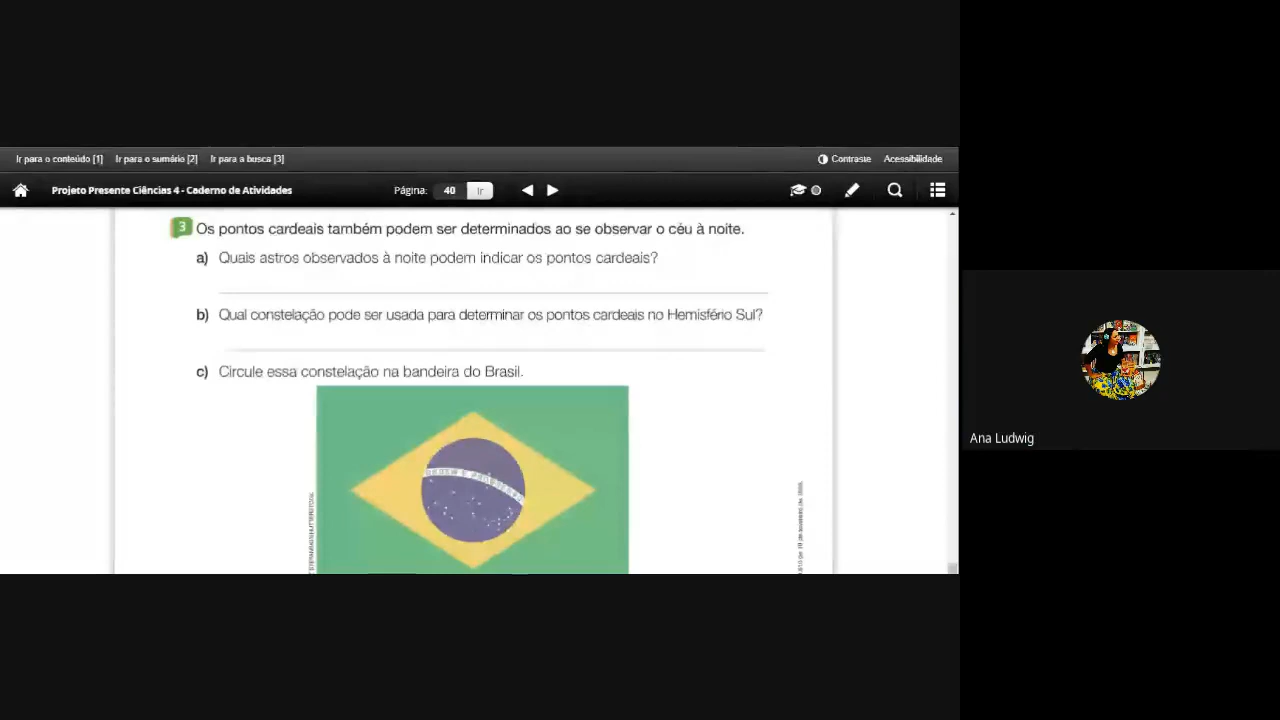 Ir para o conteúdo [1] Ir para o sumário [2] Ir para a busca [3] Contraste Acessibilidade
Projeto Presente Ciências 4 - Caderno de Atividades Página: 40 Ir
3 Os pontos cardeais também podem ser determinados ao se observar o céu à noite.
a) Quais astros observados à noite podem indicar os pontos cardeais?
b) Qual constelação pode ser usada para determinar os pontos cardeais no Hemisfério Sul?
c) Circule essa constelação na bandeira do Brasil.
ORDEM E PROGRESSO
Ana Ludwig